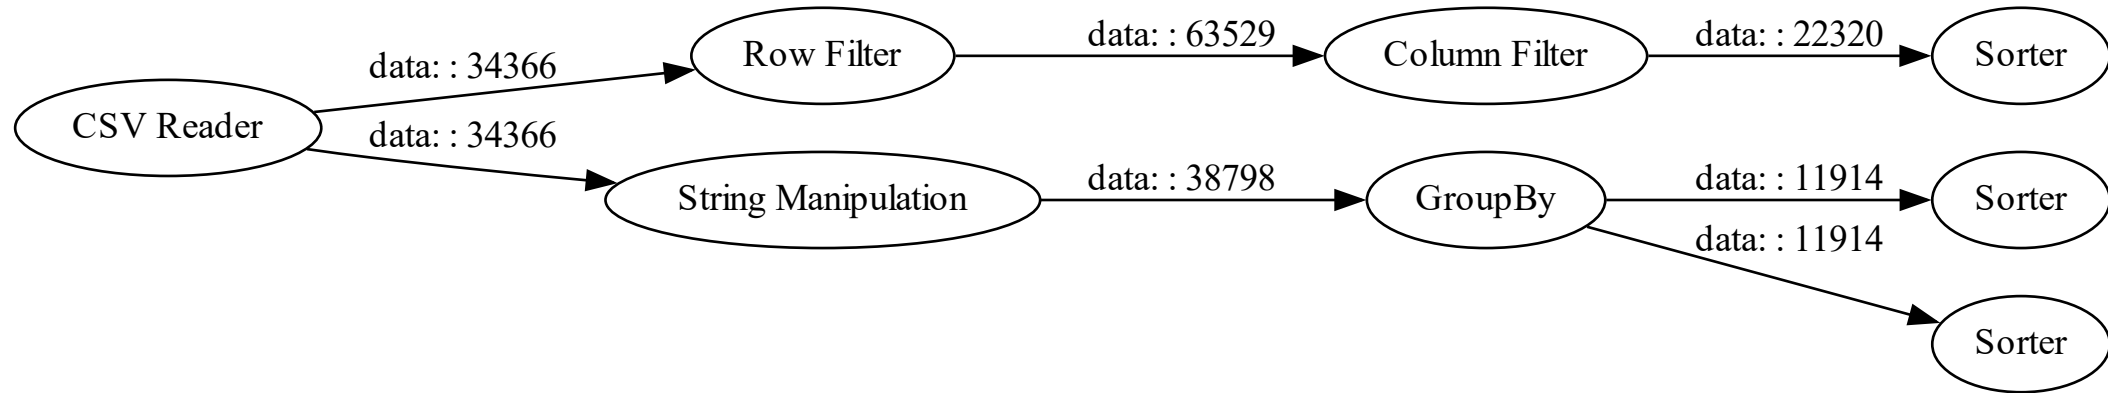 CSV Reader
data: : 34366
Row Filter
data: : 63529
Column Filter
data: : 22320
Sorter
data: : 34366
String Manipulation
data: : 38798
GroupBy
data: : 11914
Sorter
data: : 11914
Sorter